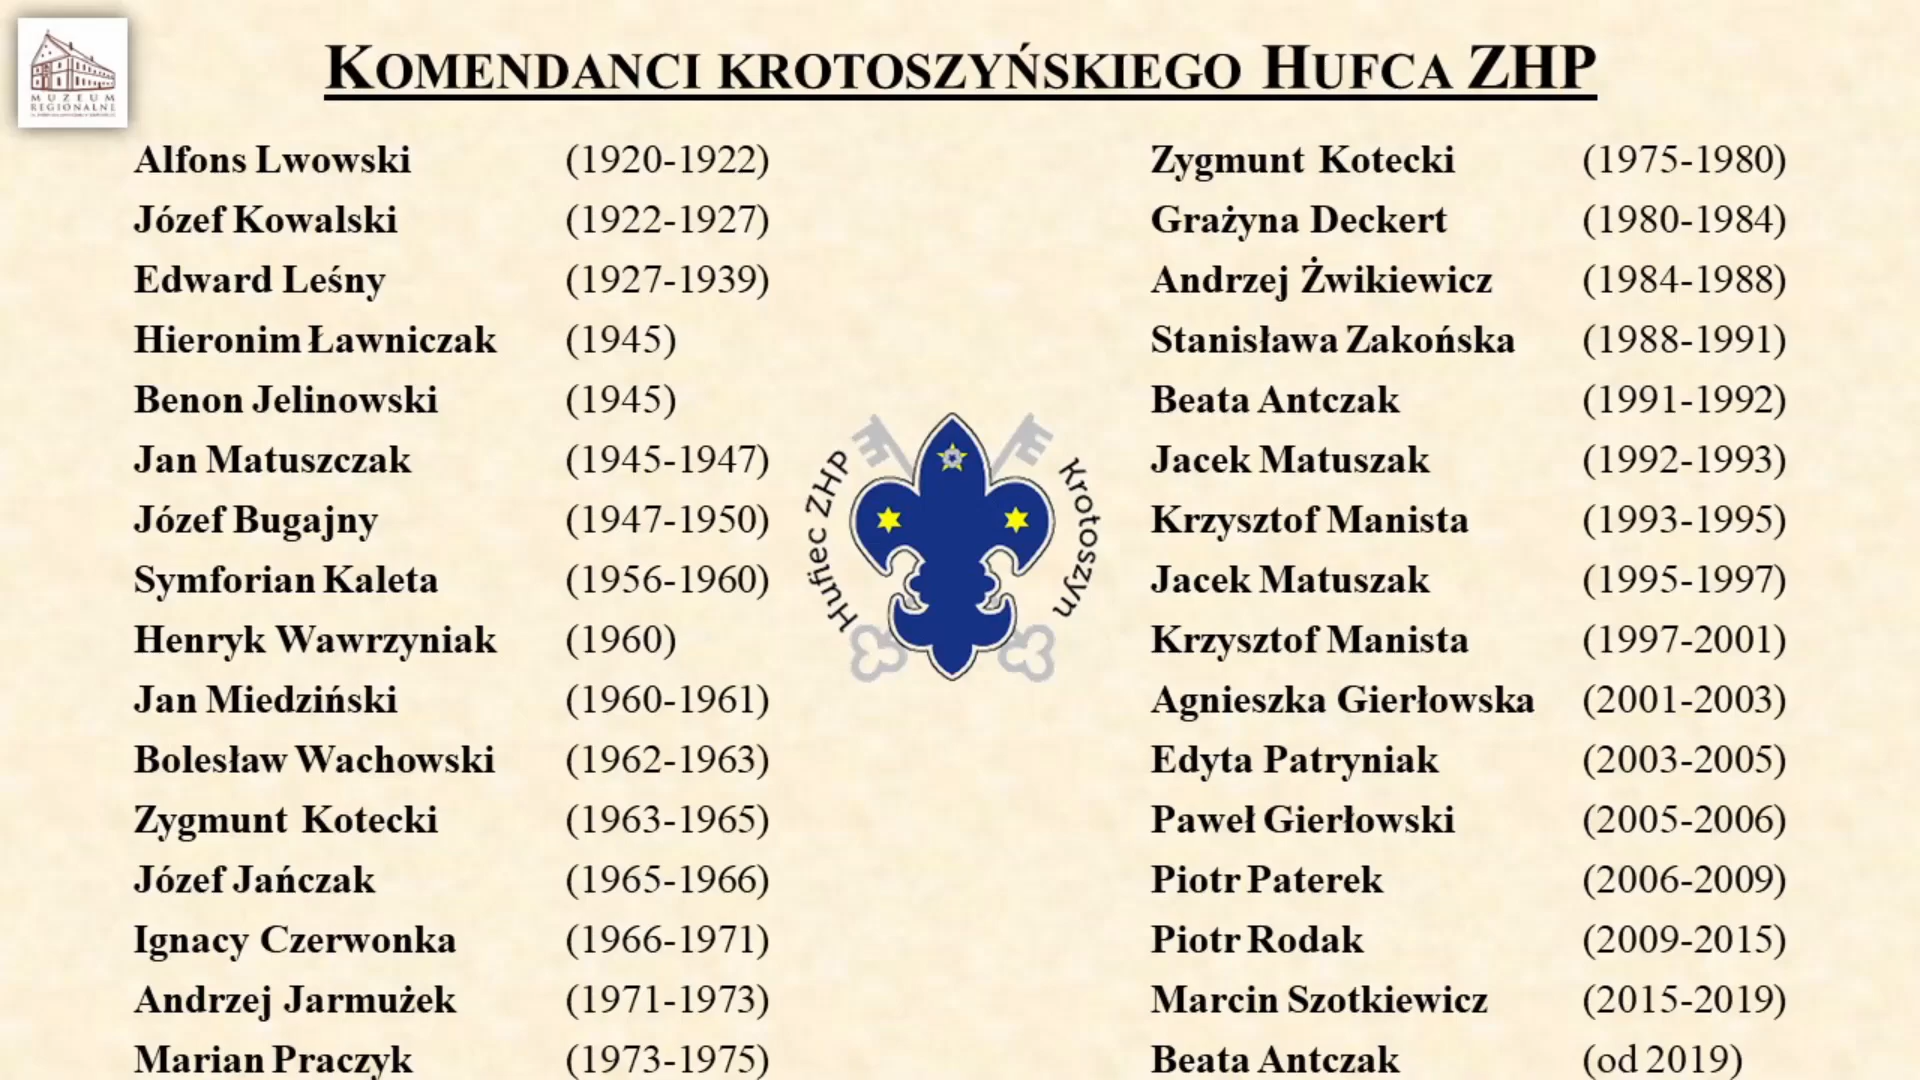 MUZEUM
REGIONALNE
KOMENDANCI KROTOSZYŃSKIEGO HUFCA ZHP
Alfons Lwowski (1920-1922)
Józef Kowalski (1922-1927)
Edward Leśny (1927-1939)
Hieronim Ławniczak (1945)
Benon Jelinowski (1945)
Jan Matuszczak (1945-1947)
Józef Bugajny (1947-1950)
Symforian Kaleta (1956-1960)
Henryk Wawrzyniak (1960)
Jan Miedziński (1960-1961)
Bolesław Wachowski (1962-1963)
Zygmunt Kotecki (1963-1965)
Józef Jańczak (1965-1966)
Ignacy Czerwonka (1966-1971)
Andrzej Jarmużek (1971-1973)
Marian Praczyk (1973-1975)
Hufiec ZHP
Krotoszyn
Zygmunt Kotecki (1975-1980)
Grażyna Deckert (1980-1984)
Andrzej Żwikiewicz (1984-1988)
Stanisława Zakońska (1988-1991)
Beata Antczak (1991-1992)
Jacek Matuszak (1992-1993)
Krzysztof Manista (1993-1995)
Jacek Matuszak (1995-1997)
Krzysztof Manista (1997-2001)
Agnieszka Gierłowska (2001-2003)
Edyta Patryniak (2003-2005)
Paweł Gierłowski (2005-2006)
Piotr Paterek (2006-2009)
Piotr Rodak (2009-2015)
Marcin Szotkiewicz (2015-2019)
Beata Antczak (od 2019)